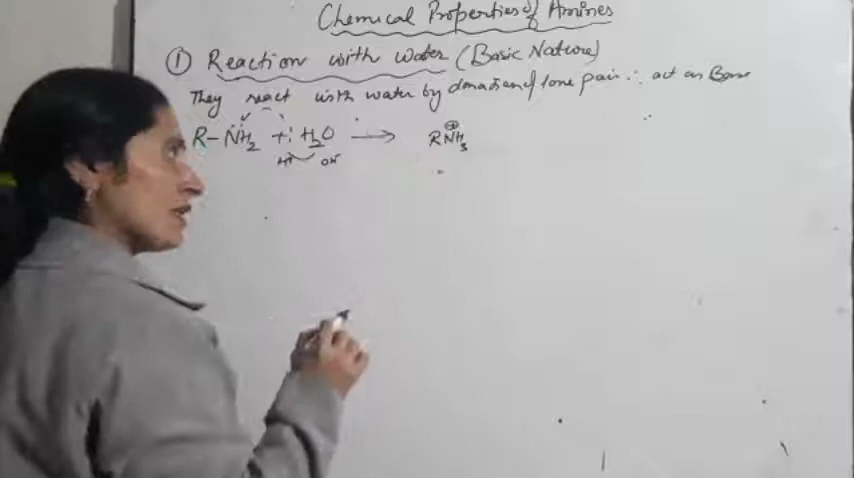 Chemical Properties of Amines
① Reaction with Water (Basic Nature)
They react with water by donation of lone pair ∴ act as Base
R-N̈H₂ + H₂O → RNH₃⊕
H⁺ OH⁻